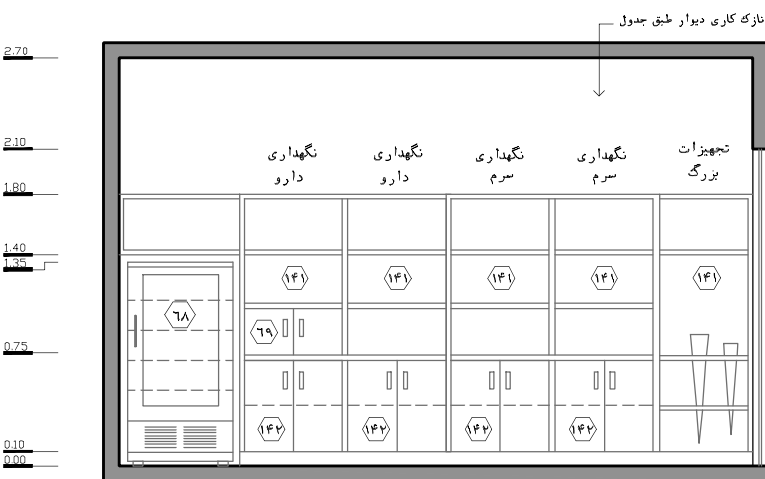 نازک کاری دیوار طبق جدول
2.70
2.10
1.80
1.40
1.35
0.75
0.10
0.00
نگهداری
دارو
نگهداری
دارو
نگهداری
سرم
نگهداری
سرم
تجهیزات
بزرگ
۱۴۱
۱۴۱
۱۴۱
۱۴۱
۱۴۱
۶۸
۶۹
۱۴۲
۱۴۲
۱۴۲
۱۴۲